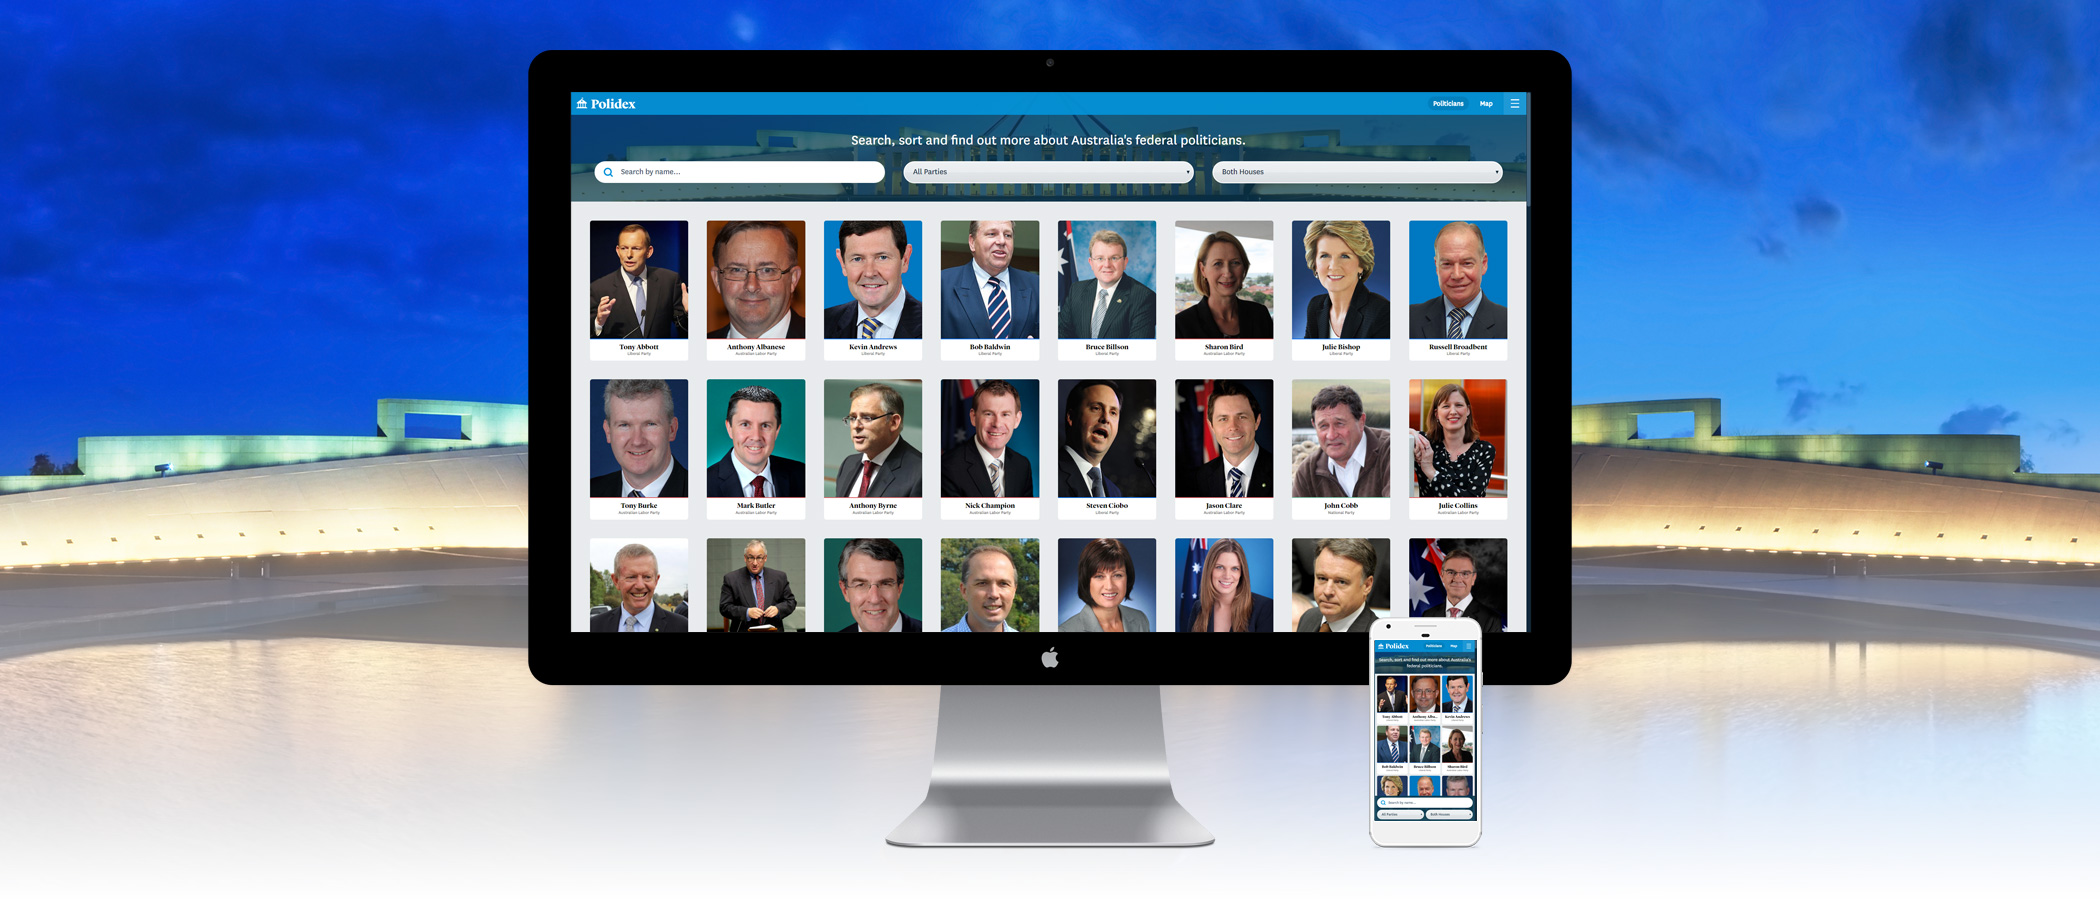 Polidex
Politicians
Map
Search, sort and find out more about Australia's federal politicians.
Search by name...
All Parties
Both Houses
Tony Abbott
Liberal Party
Anthony Albanese
Australian Labor Party
Kevin Andrews
Liberal Party
Bob Baldwin
Liberal Party
Bruce Billson
Liberal Party
Sharon Bird
Australian Labor Party
Julie Bishop
Liberal Party
Russell Broadbent
Liberal Party
Tony Burke
Australian Labor Party
Mark Butler
Australian Labor Party
Anthony Byrne
Australian Labor Party
Nick Champion
Australian Labor Party
Steven Ciobo
Liberal Party
Jason Clare
Australian Labor Party
John Cobb
National Party
Julie Collins
Australian Labor Party
Polidex
Politicians
Map
Search, sort and find out more about Australia's
federal politicians.
Tony Abbott
Anthony Alba...
Kevin Andrews
Bob Baldwin
Bruce Billson
Sharon Bird
Search by name...
All Parties
Both Houses